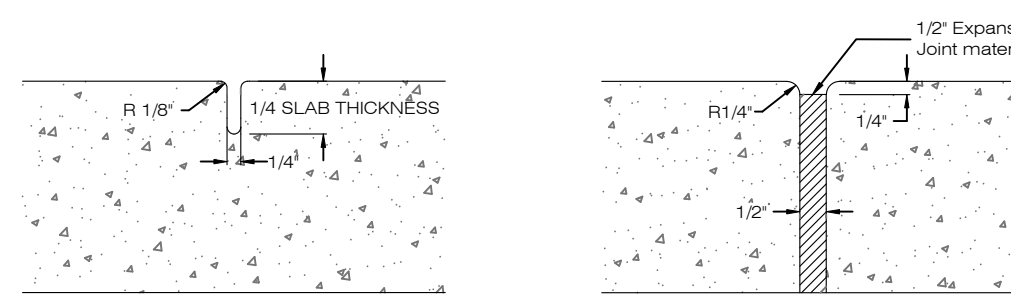 R 1/8"
1/4 SLAB THICKNESS
1/4"
1/2" Expans
Joint mater
R1/4"
1/4"
1/2"